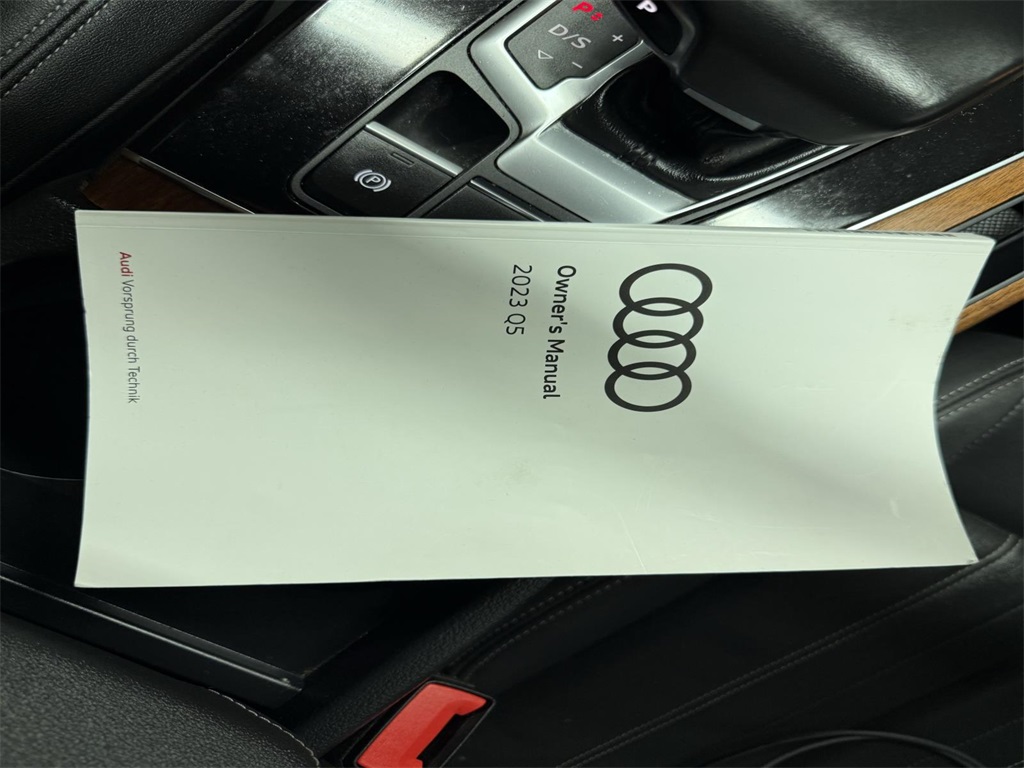 Owner's Manual
2023 Q5
Audi Vorsprung durch Technik
P
D/S
+
-
P
(P)